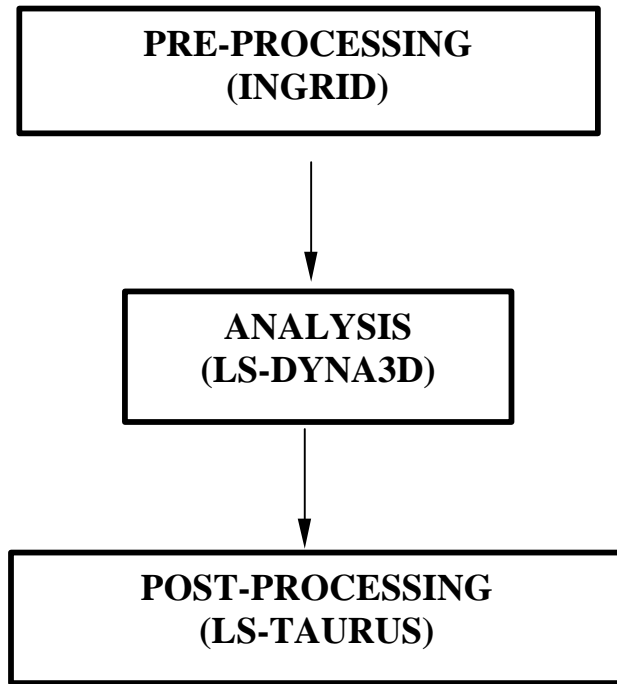 PRE-PROCESSING
(INGRID)
ANALYSIS
(LS-DYNA3D)
POST-PROCESSING
(LS-TAURUS)